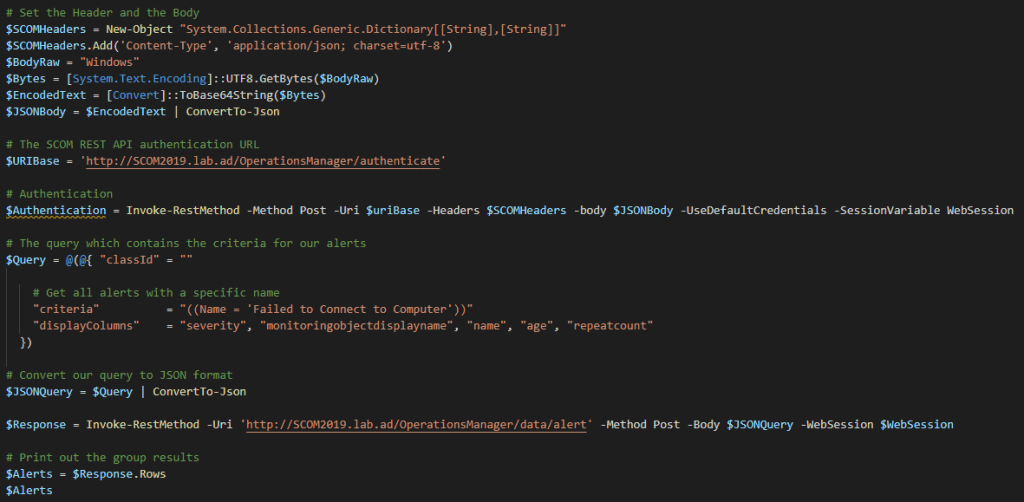 # Set the Header and the Body
$SCOMHeaders = New-Object "System.Collections.Generic.Dictionary[[String],[String]]"
$SCOMHeaders.Add('Content-Type', 'application/json; charset=utf-8')
$BodyRaw = "Windows"
$Bytes = [System.Text.Encoding]::UTF8.GetBytes($BodyRaw)
$EncodedText = [Convert]::ToBase64String($Bytes)
$JSONBody = $EncodedText | ConvertTo-Json
# The SCOM REST API authentication URL
$URIBase = 'http://SCOM2019.lab.ad/OperationsManager/authenticate'
# Authentication
$Authentication = Invoke-RestMethod -Method Post -Uri $uriBase -Headers $SCOMHeaders -body $JSONBody -UseDefaultCredentials -SessionVariable WebSession
# The query which contains the criteria for our alerts
$Query = @(@{ "classId" = ""
# Get all alerts with a specific name
"criteria" = "((Name = 'Failed to Connect to Computer'))"
"displayColumns" = "severity", "monitoringobjectdisplayname", "name", "age", "repeatcount"
})
# Convert our query to JSON format
$JSONQuery = $Query | ConvertTo-Json
$Response = Invoke-RestMethod -Uri 'http://SCOM2019.lab.ad/OperationsManager/data/alert' -Method Post -Body $JSONQuery -WebSession $WebSession
# Print out the group results
$Alerts = $Response.Rows
$Alerts